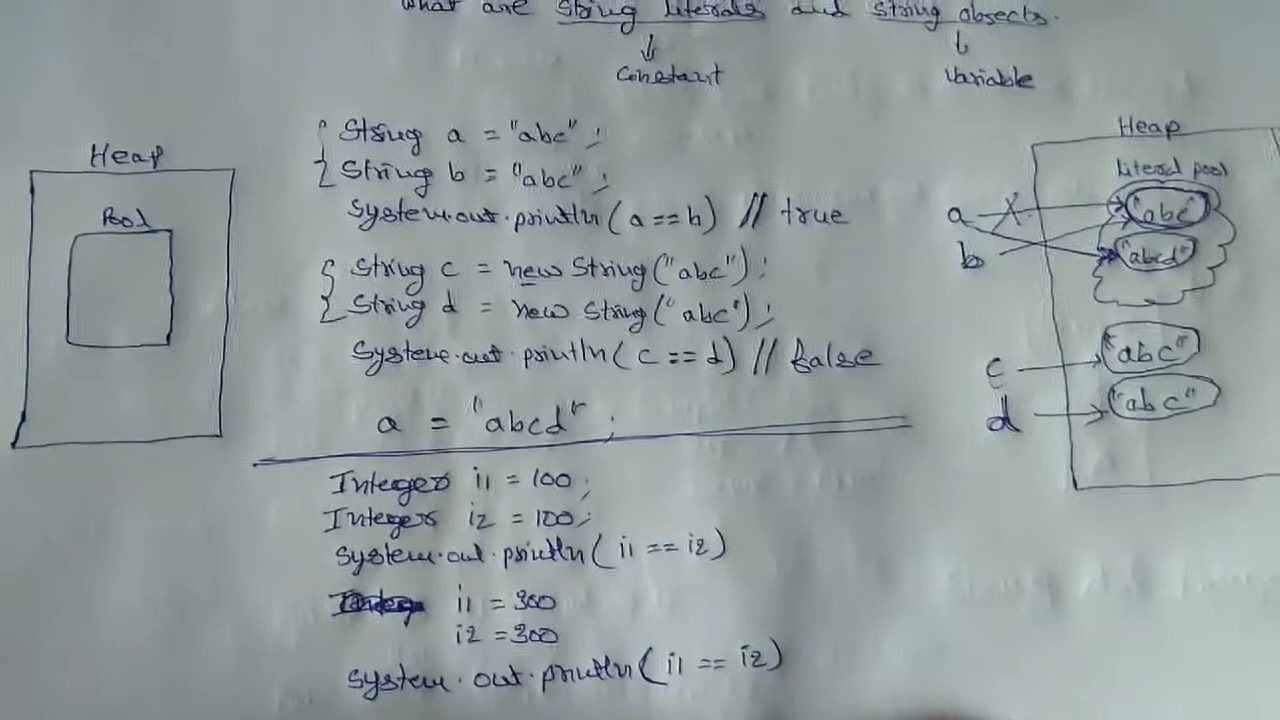 What are String literals and string objects.
Constant
Variable
Heap
Pool
String a = "abc";
String b = "abc";
System.out.println(a==b) // true
String c = new String("abc");
String d = new String("abc");
System.out.println(c==d) // false
a = "abcd";
Integer i1 = 100;
Integer i2 = 100;
System.out.println(i1 == i2)
i1 = 300
i2 = 300
System.out.println(i1 == i2)
Heap
Literal pool
a "abc"
b "abcd"
c "abc"
d "abc"